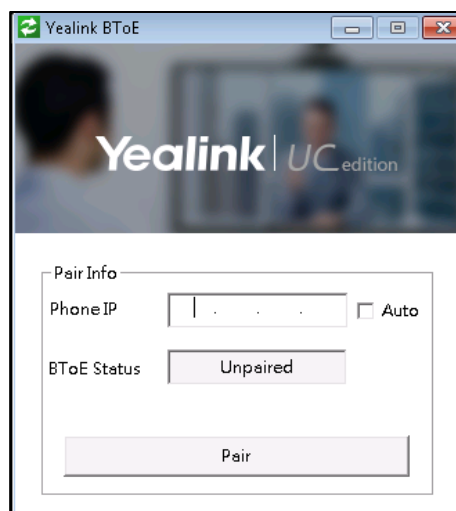 Yealink BToE
Yealink | UC edition
Pair Info
Phone IP . . . Auto
BToE Status Unpaired
Pair